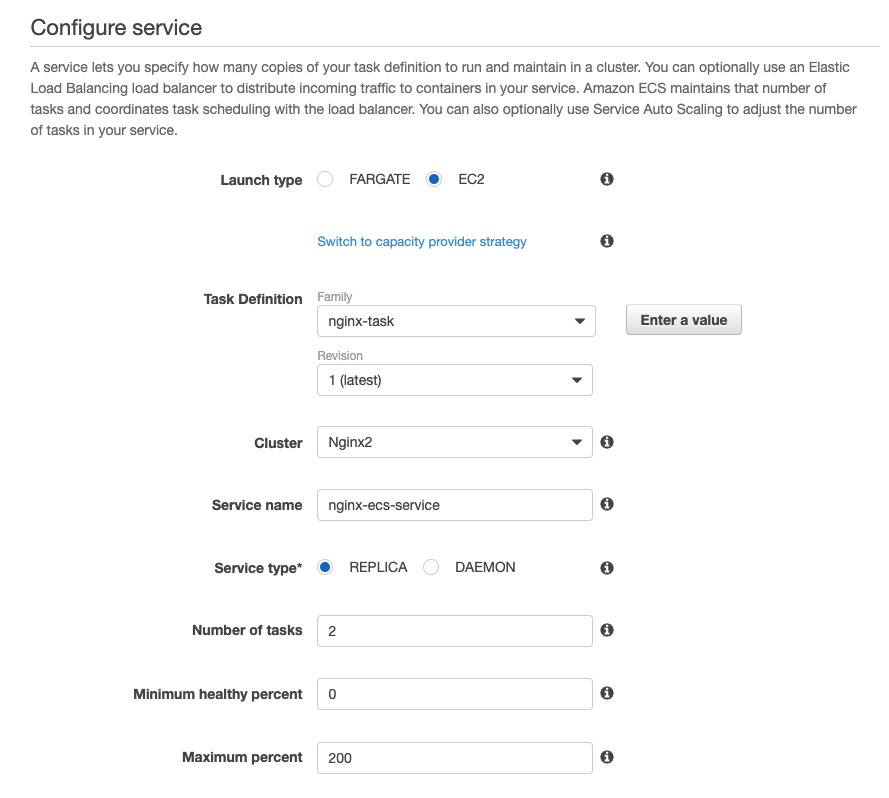 Configure service
A service lets you specify how many copies of your task definition to run and maintain in a cluster. You can optionally use an Elastic
Load Balancing load balancer to distribute incoming traffic to containers in your service. Amazon ECS maintains that number of
tasks and coordinates task scheduling with the load balancer. You can also optionally use Service Auto Scaling to adjust the number
of tasks in your service.
Launch type FARGATE EC2
Switch to capacity provider strategy
Task Definition Family
nginx-task Enter a value
Revision
1 (latest)
Cluster Nginx2
Service name nginx-ecs-service
Service type* REPLICA DAEMON
Number of tasks 2
Minimum healthy percent 0
Maximum percent 200